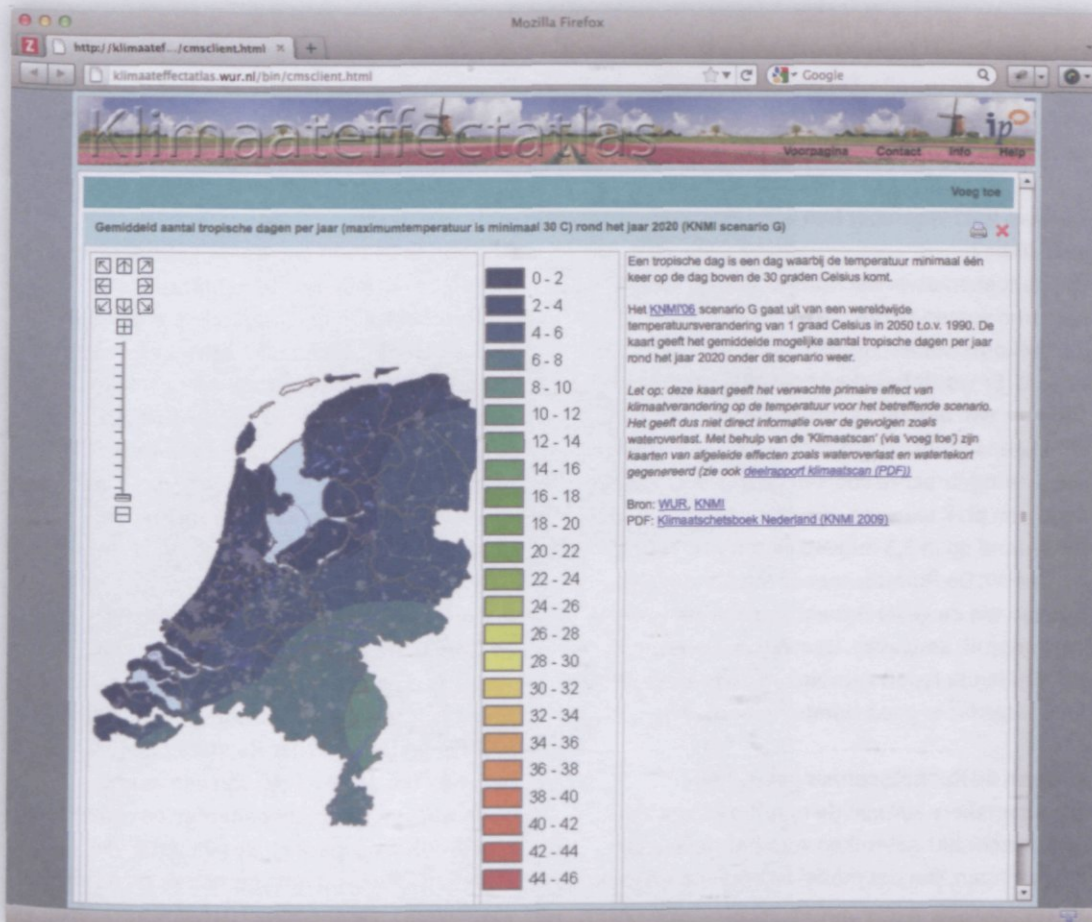 Mozilla Firefox
Z http://klimaatef.../cmsclient.html × +
klimaateffectatlas.wur.nl/bin/cmsclient.html
Google
Klimaateffectatlas
ip
Voorpagina Contact Info Help
Voeg toe
Gemiddeld aantal tropische dagen per jaar (maximumtemperatuur is minimaal 30 C) rond het jaar 2020 (KNMI scenario G)
0 - 2
2 - 4
4 - 6
6 - 8
8 - 10
10 - 12
12 - 14
14 - 16
16 - 18
18 - 20
20 - 22
22 - 24
24 - 26
26 - 28
28 - 30
30 - 32
32 - 34
34 - 36
36 - 38
38 - 40
40 - 42
42 - 44
44 - 46
Een tropische dag is een dag waarbij de temperatuur minimaal één
keer op de dag boven de 30 graden Celsius komt.
Het KNMI'06 scenario G gaat uit van een wereldwijde
temperatuursverandering van 1 graad Celsius in 2050 t.o.v. 1990. De
kaart geeft het gemiddelde mogelijke aantal tropische dagen per jaar
rond het jaar 2020 onder dit scenario weer.
Let op: deze kaart geeft het verwachte primaire effect van
klimaatverandering op de temperatuur voor het betreffende scenario.
Het geeft dus niet direct informatie over de gevolgen zoals
wateroverlast. Met behulp van de 'Klimaatscan' (via 'voeg toe') zijn
kaarten van afgeleide effecten zoals wateroverlast en watertekort
gegenereerd (zie ook deelrapport klimaatscan (PDF))
Bron: WUR, KNMI
PDF: Klimaatschetsboek Nederland (KNMI 2009)